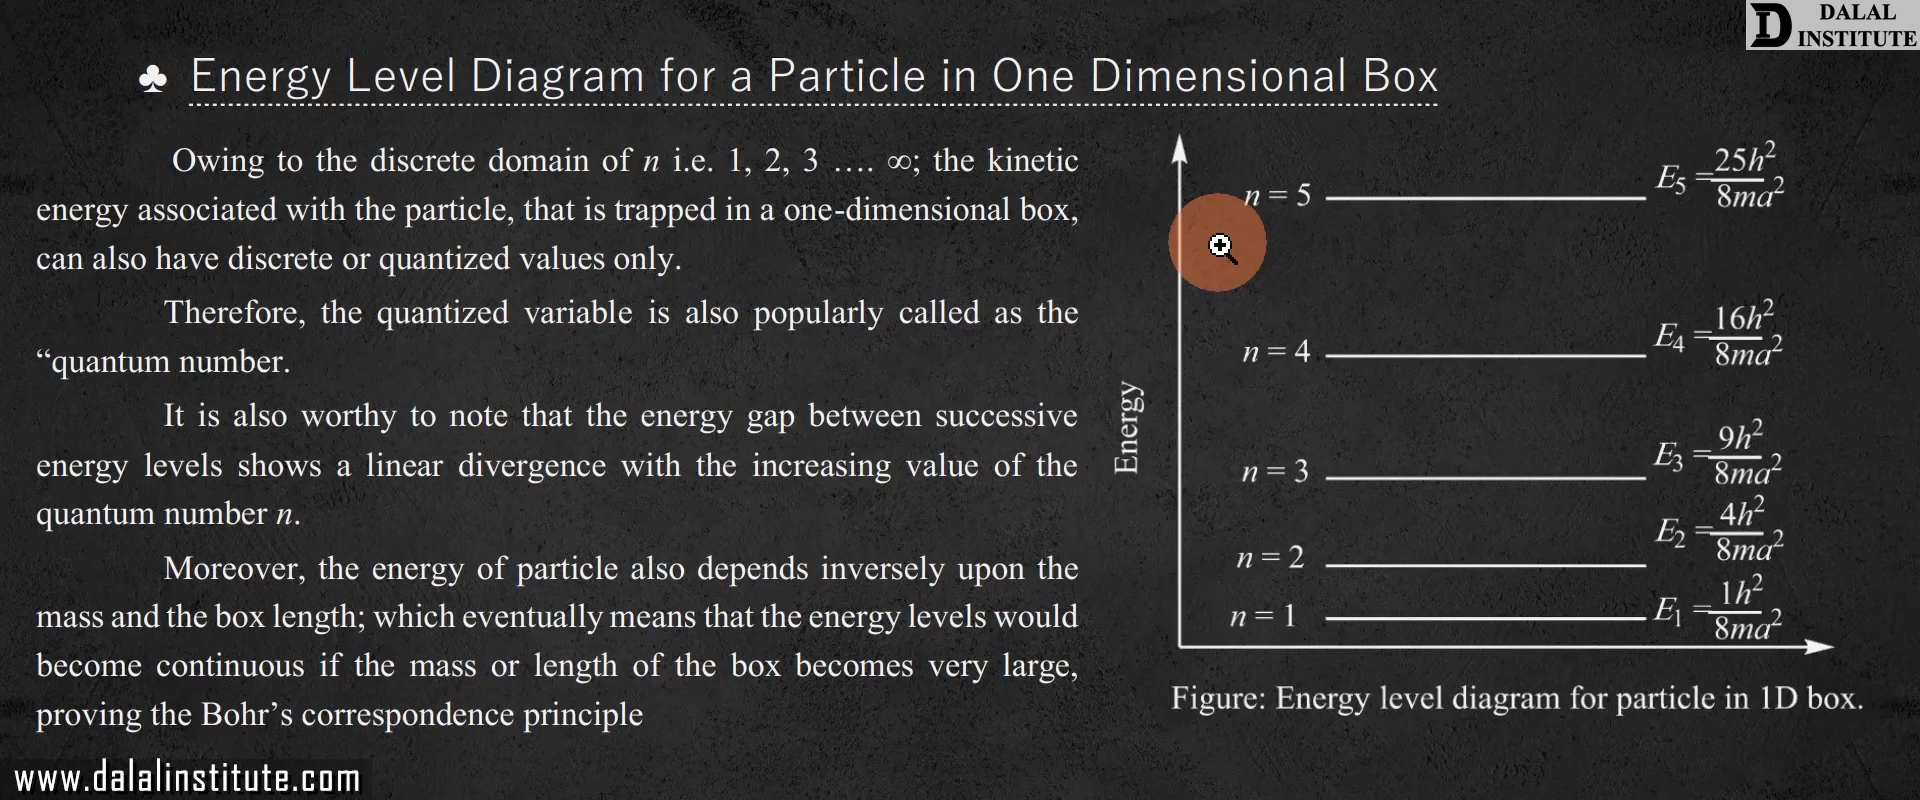 DALAL
INSTITUTE
♣ Energy Level Diagram for a Particle in One Dimensional Box
Owing to the discrete domain of n i.e. 1, 2, 3 .... ∞; the kinetic
energy associated with the particle, that is trapped in a one-dimensional box,
can also have discrete or quantized values only.
Therefore, the quantized variable is also popularly called as the
“quantum number.
It is also worthy to note that the energy gap between successive
energy levels shows a linear divergence with the increasing value of the
quantum number n.
Moreover, the energy of particle also depends inversely upon the
mass and the box length; which eventually means that the energy levels would
become continuous if the mass or length of the box becomes very large,
proving the Bohr’s correspondence principle
Energy
n = 5 E₅ = 25h²/8ma²
n = 4 E₄ = 16h²/8ma²
n = 3 E₃ = 9h²/8ma²
n = 2 E₂ = 4h²/8ma²
n = 1 E₁ = 1h²/8ma²
Figure: Energy level diagram for particle in 1D box.
www.dalalinstitute.com